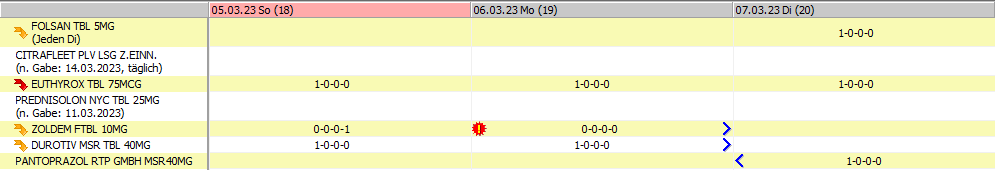 05.03.23 So (18) 06.03.23 Mo (19) 07.03.23 Di (20)
FOLSAN TBL 5MG
(Jeden Di) 1-0-0-0
CITRAFLEET PLV LSG Z.EINN.
(n. Gabe: 14.03.2023, täglich)
EUTHYROX TBL 75MCG 1-0-0-0 1-0-0-0 1-0-0-0
PREDNISOLON NYC TBL 25MG
(n. Gabe: 11.03.2023)
ZOLDEM FTBL 10MG 0-0-0-1 0-0-0-0
DUROTIV MSR TBL 40MG 1-0-0-0 1-0-0-0
PANTOPRAZOL RTP GMBH MSR40MG 1-0-0-0